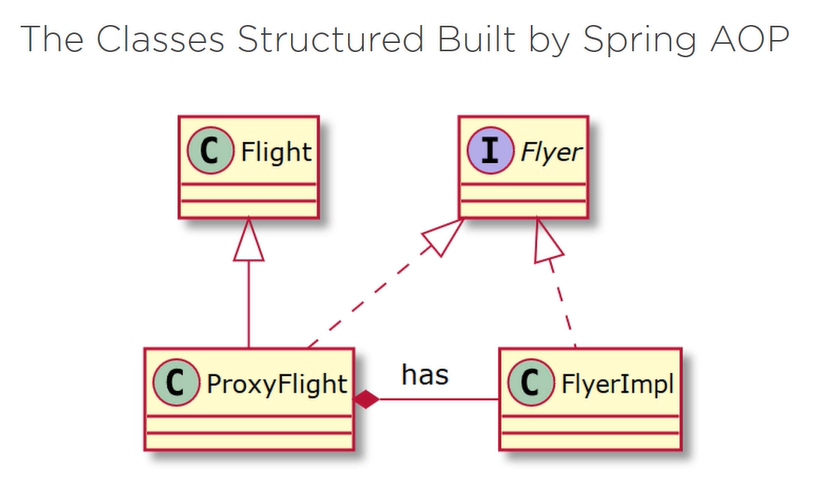 The Classes Structured Built by Spring AOP
C Flight
I Flyer
C ProxyFlight
has
C FlyerImpl